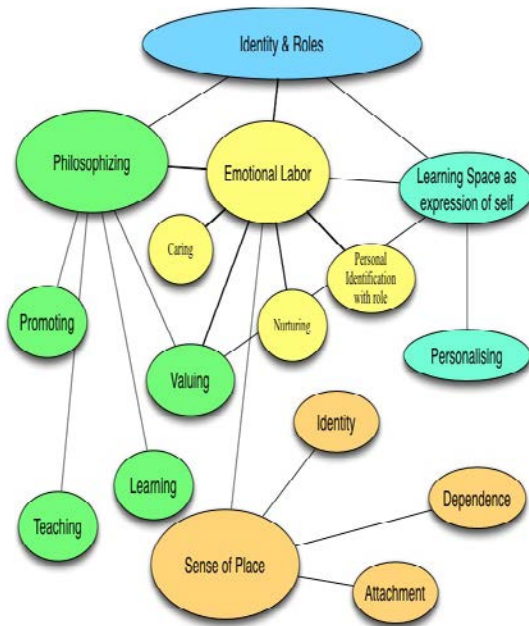 Identity & Roles
Philosophizing
Emotional Labor
Learning Space as
expression of self
Caring
Personal
Identification
with role
Promoting
Nurturing
Personalising
Valuing
Identity
Learning
Dependence
Teaching
Sense of Place
Attachment